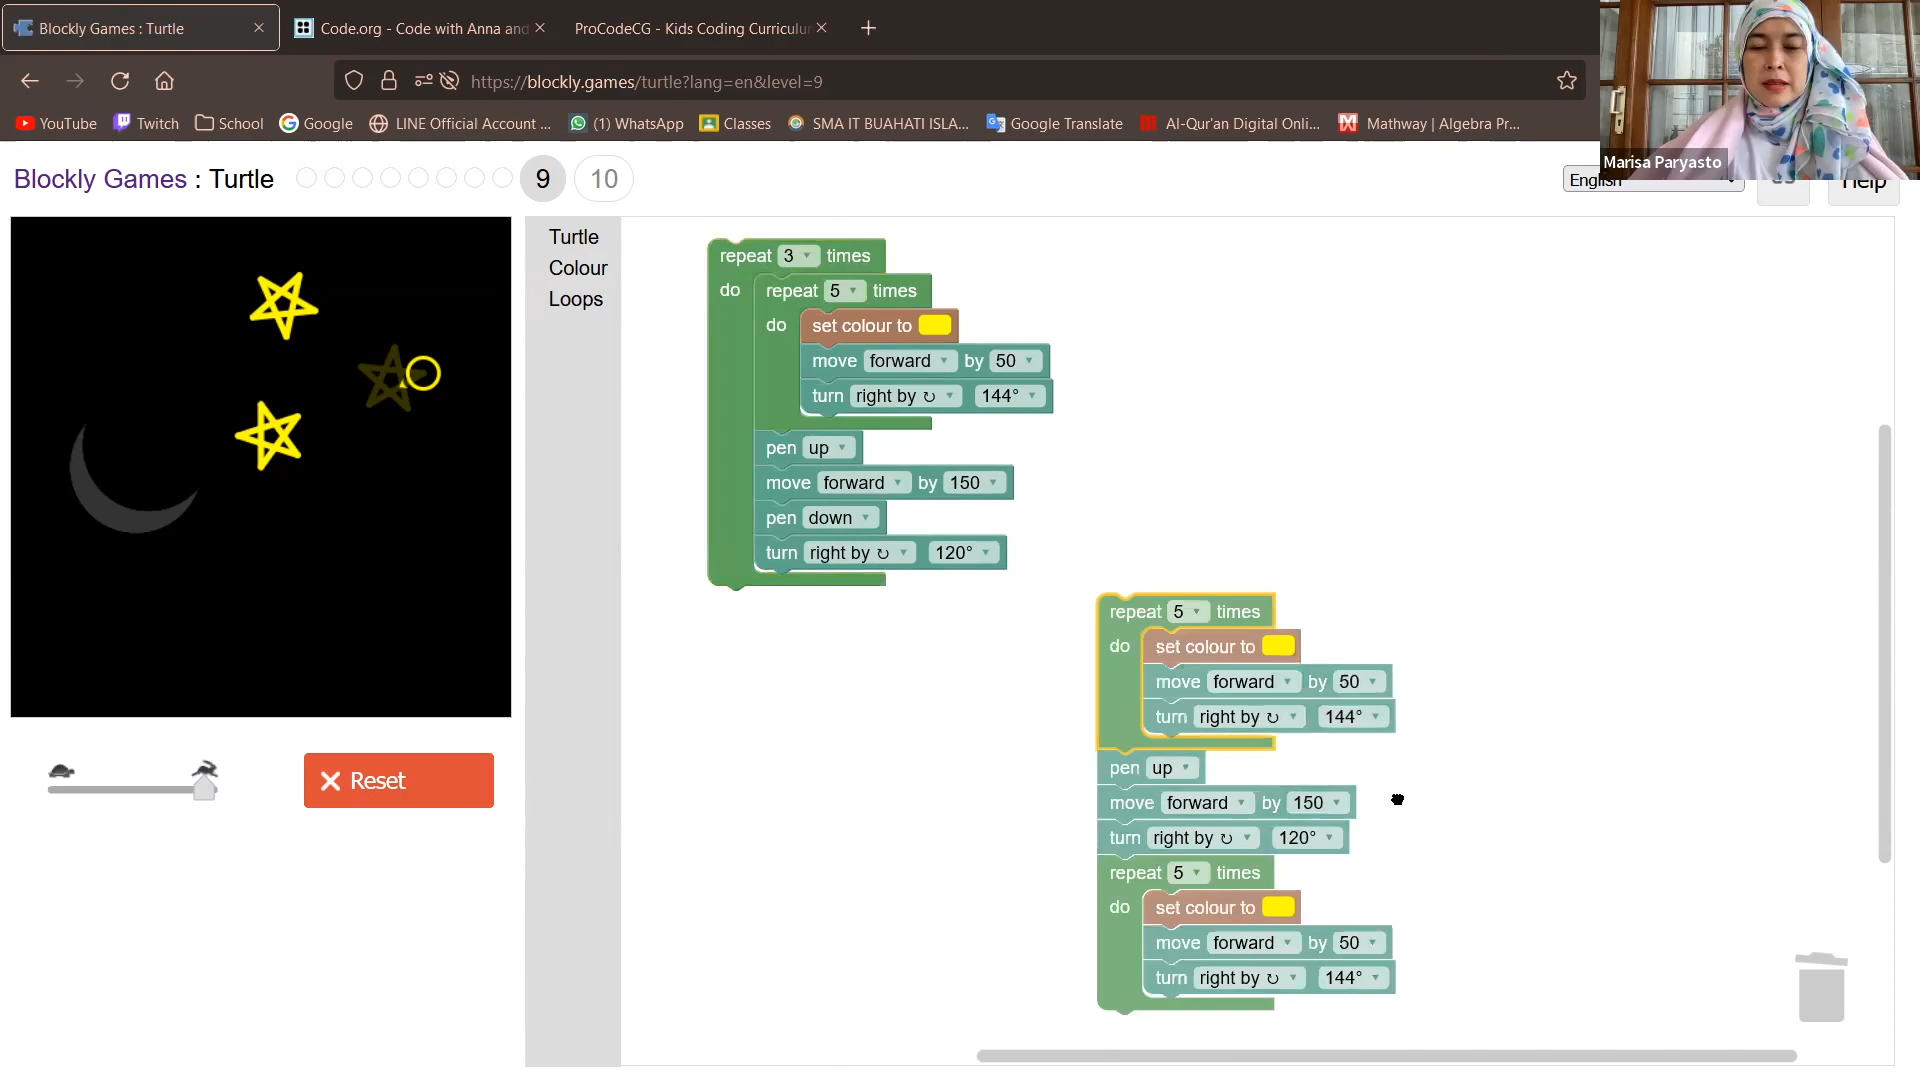 Blockly Games : Turtle
Code.org - Code with Anna and
ProCodeCG - Kids Coding Curriculu
https://blockly.games/turtle?lang=en&level=9
YouTube
Twitch
School
Google
LINE Official Account ...
(1) WhatsApp
Classes
SMA IT BUAHATI ISLA...
Google Translate
Al-Qur'an Digital Onli...
Mathway | Algebra Pr...
Marisa Paryasto
Blockly Games : Turtle
9
10
English
Help
Turtle
Colour
Loops
repeat 3 times
do
repeat 5 times
do
set colour to
move forward by 50
turn right by ↻ 144°
pen up
move forward by 150
pen down
turn right by ↻ 120°
repeat 5 times
do
set colour to
move forward by 50
turn right by ↻ 144°
pen up
move forward by 150
turn right by ↻ 120°
repeat 5 times
do
set colour to
move forward by 50
turn right by ↻ 144°
Reset